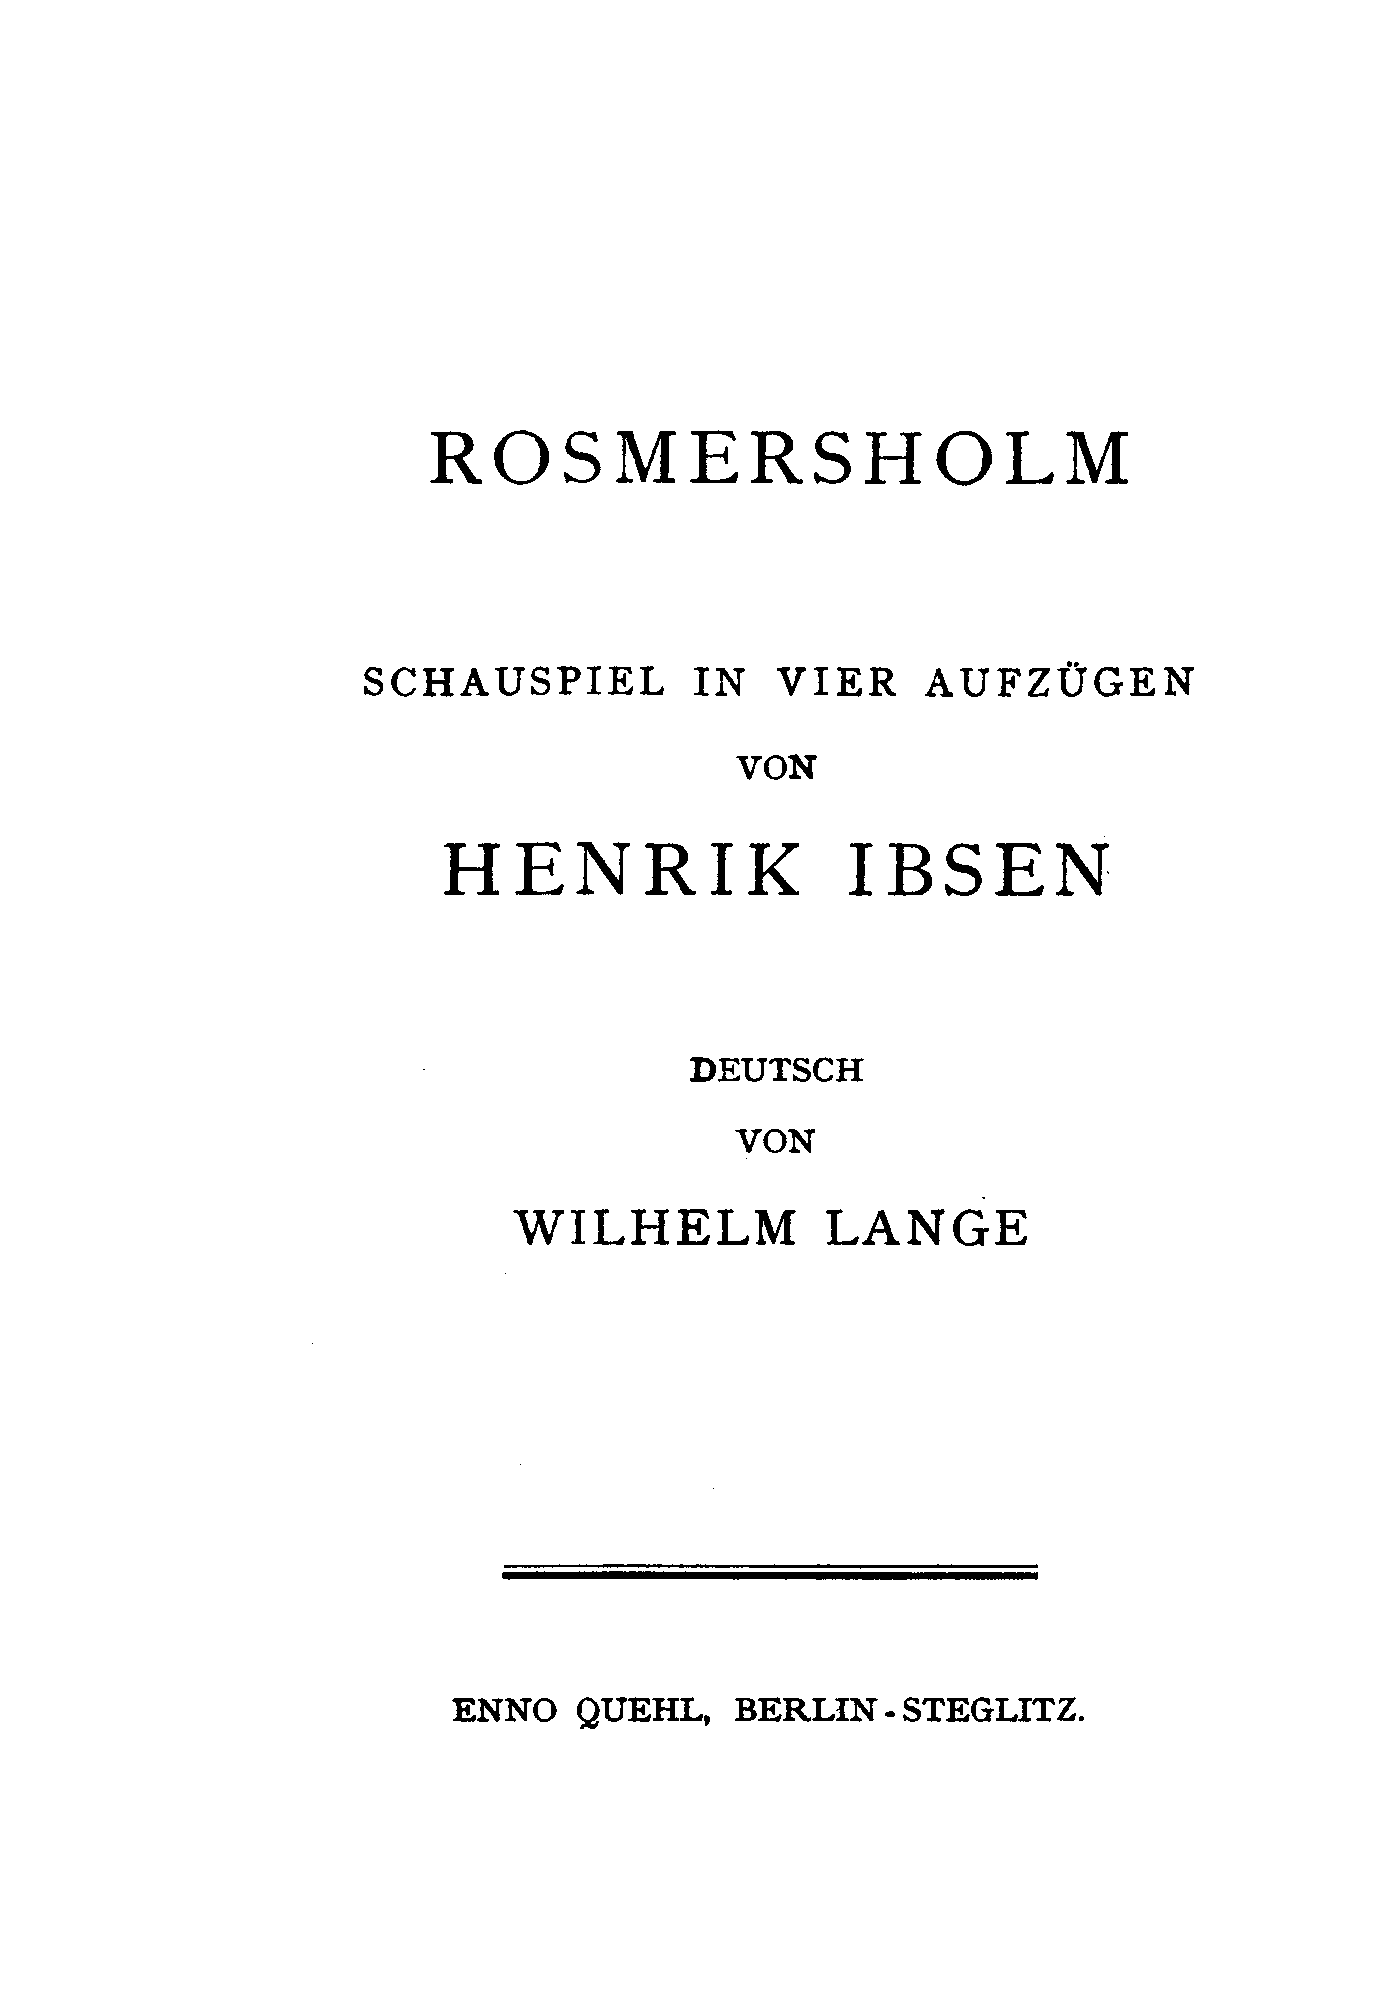 ROSMERSHOLM
SCHAUSPIEL IN VIER AUFZÜGEN
VON
HENRIK IBSEN
DEUTSCH
VON
WILHELM LANGE
ENNO QUEHL, BERLIN-STEGLITZ.